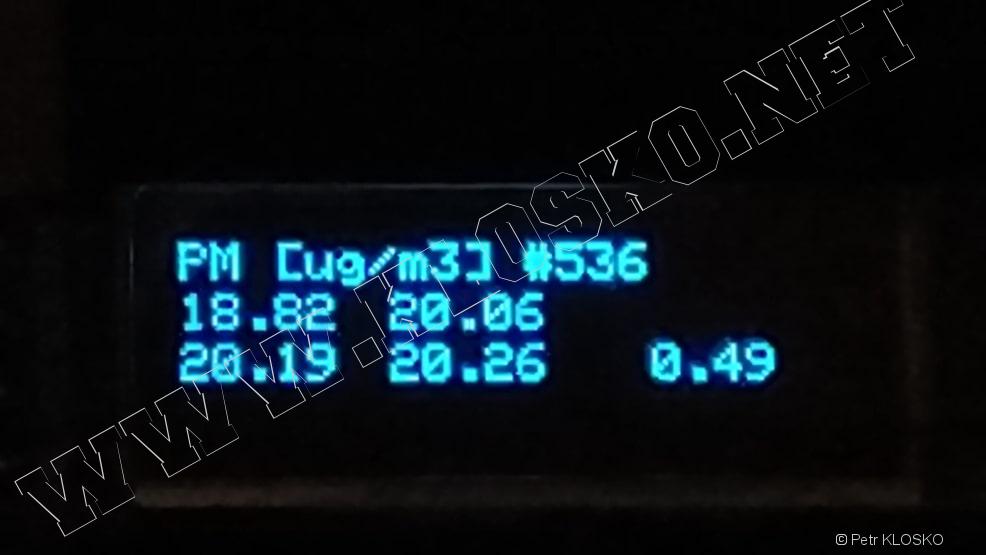 WWW.KLOSKO.NET
PM [ug/m3] #536
18.82 20.06
20.19 20.26 0.49
© Petr KLOSKO